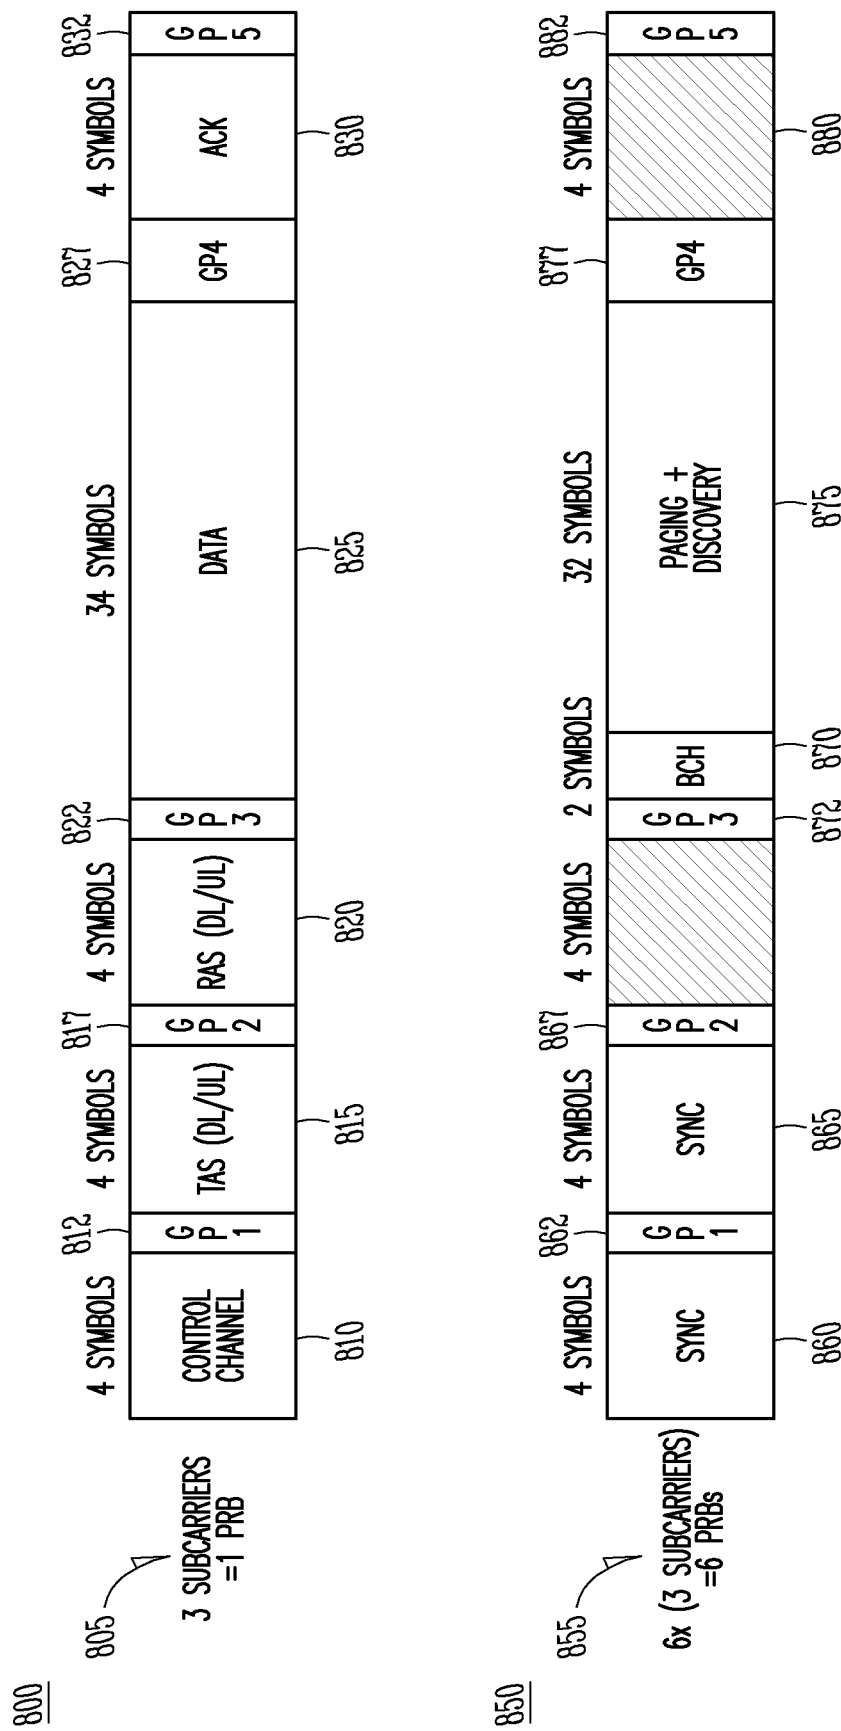 800
805
3 SUBCARRIERS
=1 PRB
4 SYMBOLS
4 SYMBOLS
4 SYMBOLS
34 SYMBOLS
4 SYMBOLS
812
817
822
827
832
CONTROL
CHANNEL
GP1
TAS (DL/UL)
GP2
RAS (DL/UL)
GP3
DATA
GP4
ACK
GP5
810
815
820
825
830
850
855
6x (3 SUBCARRIERS)
=6 PRBs
4 SYMBOLS
4 SYMBOLS
4 SYMBOLS
2 SYMBOLS
32 SYMBOLS
4 SYMBOLS
862
867
877
882
SYNC
GP1
SYNC
GP2
GP3
BCH
PAGING +
DISCOVERY
GP4
GP5
860
865
872
870
875
880